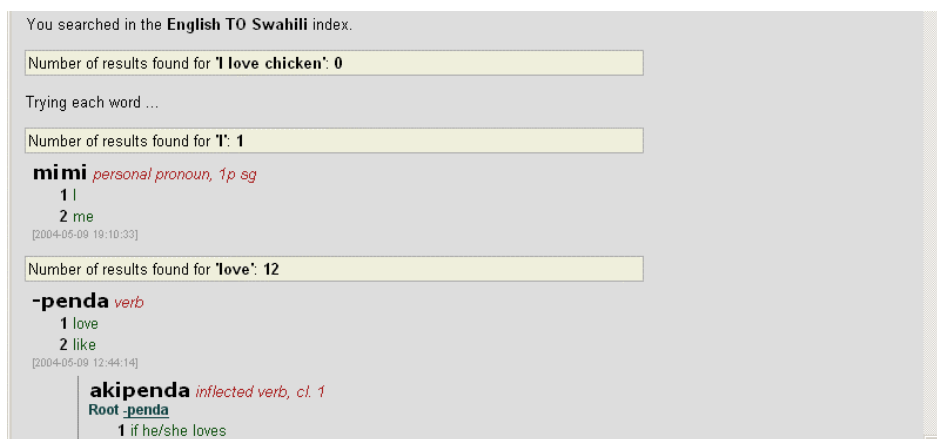 You searched in the English TO Swahili index.
Number of results found for 'I love chicken': 0
Trying each word ...
Number of results found for 'I': 1
mimi personal pronoun, 1p sg
1 I
2 me
[2004-05-09 19:10:33]
Number of results found for 'love': 12
-penda verb
1 love
2 like
[2004-05-09 12:44:14]
akipenda inflected verb, cl. 1
Root -penda
1 if he/she loves